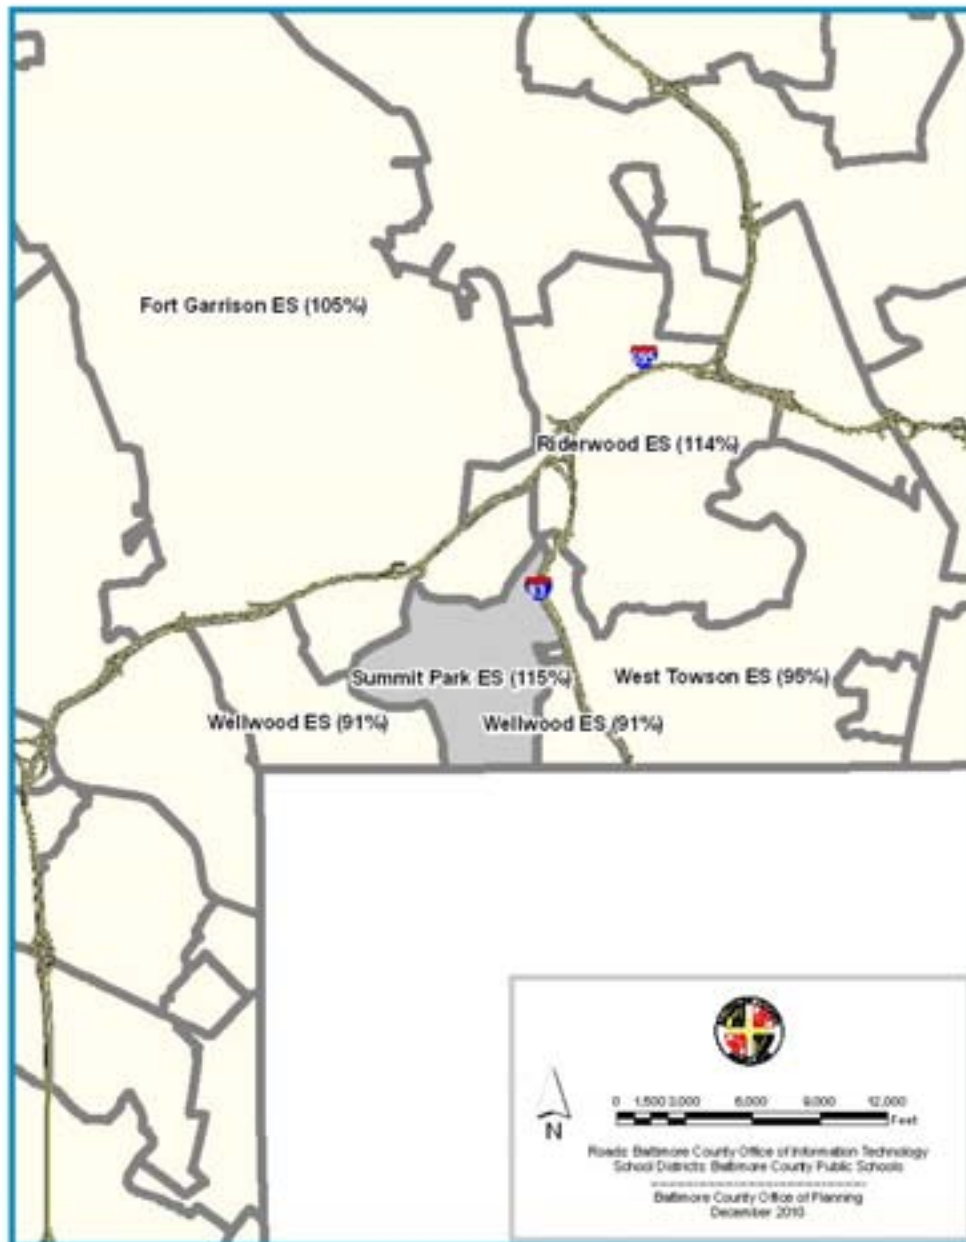 Fort Garrison ES (105%)
695
Riderwood ES (114%)
83
Summit Park ES (115%)
West Towson ES (95%)
Wellwood ES (91%)
Wellwood ES (91%)
N
0 1,500 3,000 6,000 9,000 12,000
Feet
Roads: Baltimore County Office of Information Technology
School Districts: Baltimore County Public Schools
Baltimore County Office of Planning
December 2010